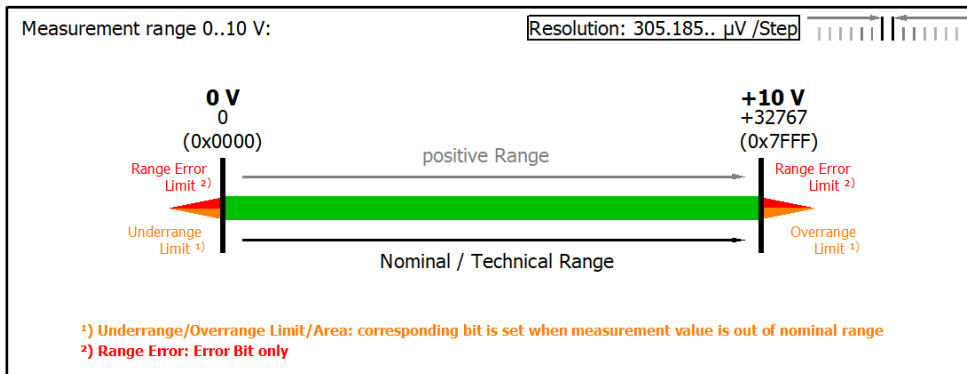 Measurement range 0..10 V:
Resolution: 305.185.. µV /Step
0 V
0
(0x0000)
+10 V
+32767
(0x7FFF)
Range Error
Limit ²⁾
positive Range
Range Error
Limit ²⁾
Underrange
Limit ¹⁾
Overrange
Limit ¹⁾
Nominal / Technical Range
¹) Underrange/Overrange Limit/Area: corresponding bit is set when measurement value is out of nominal range
²) Range Error: Error Bit only